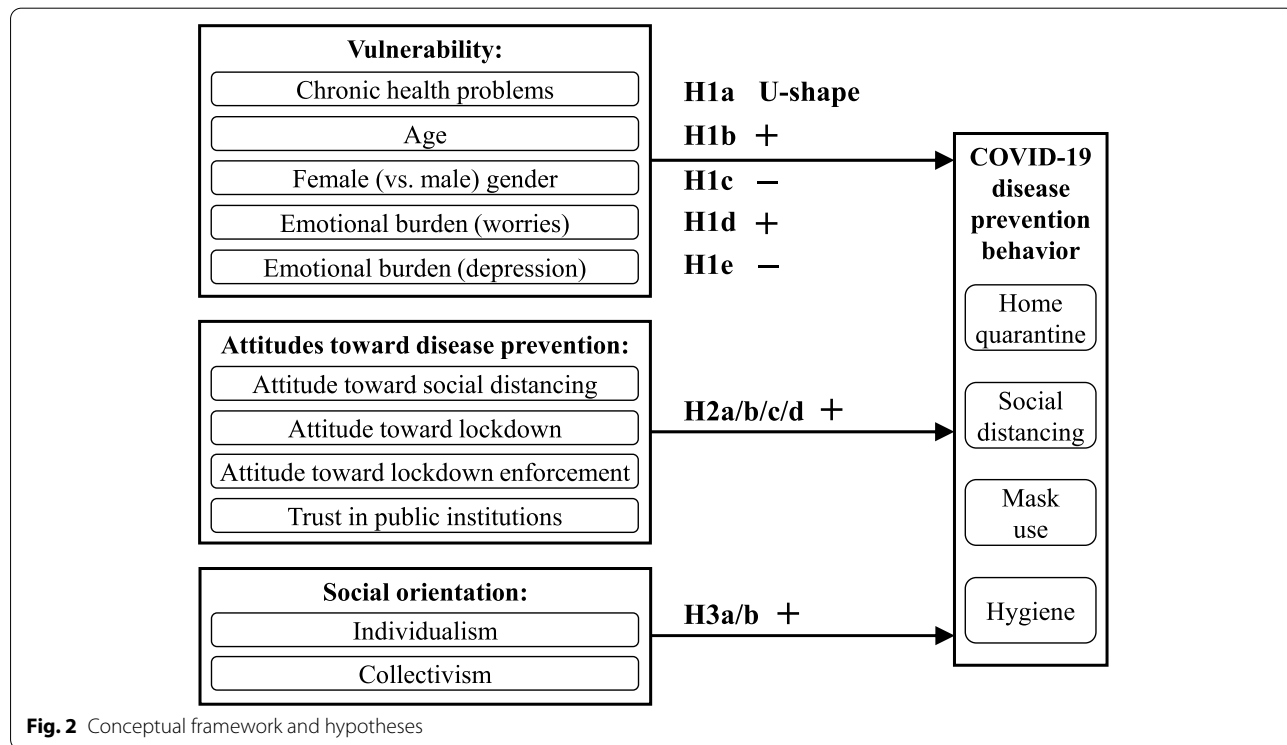 Vulnerability:
Chronic health problems
Age
Female (vs. male) gender
Emotional burden (worries)
Emotional burden (depression)
H1a U-shape
H1b +
H1c −
H1d +
H1e −
Attitudes toward disease prevention:
Attitude toward social distancing
Attitude toward lockdown
Attitude toward lockdown enforcement
Trust in public institutions
H2a/b/c/d +
Social orientation:
Individualism
Collectivism
H3a/b +
COVID-19
disease
prevention
behavior
Home
quarantine
Social
distancing
Mask
use
Hygiene
Fig. 2 Conceptual framework and hypotheses